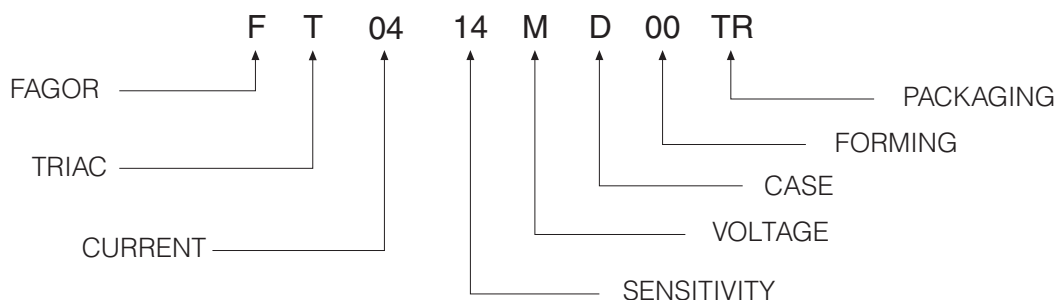 F T 04 14 M D 00 TR
FAGOR
PACKAGING
FORMING
TRIAC
CASE
VOLTAGE
CURRENT
SENSITIVITY